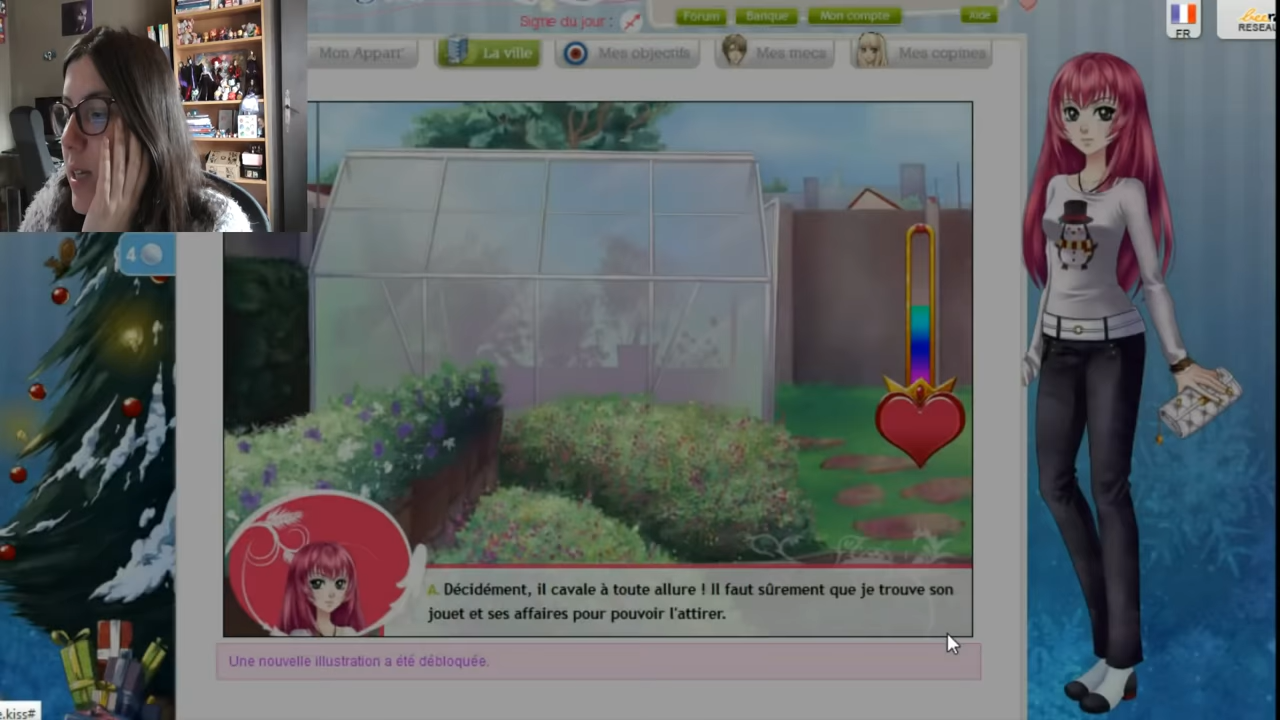 Signe du jour :
Forum
Banque
Mon compte
Aide
FR
RESEAU
Mon Appart'
La ville
Mes objectifs
Mes mecs
Mes copines
4
A. Décidément, il cavale à toute allure ! Il faut sûrement que je trouve son
jouet et ses affaires pour pouvoir l'attirer.
Une nouvelle illustration a été débloquée.
e.kiss#